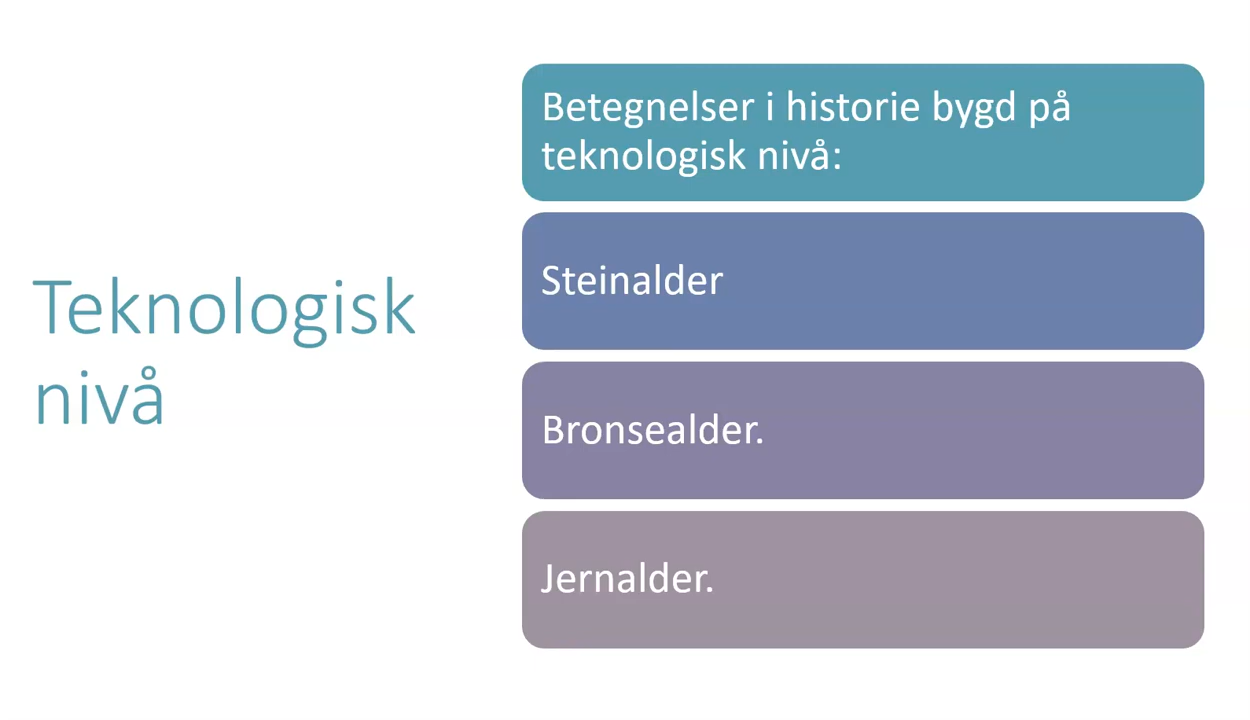 Teknologisk
nivå
Betegnelser i historie bygd på
teknologisk nivå:
Steinalder
Bronsealder.
Jernalder.